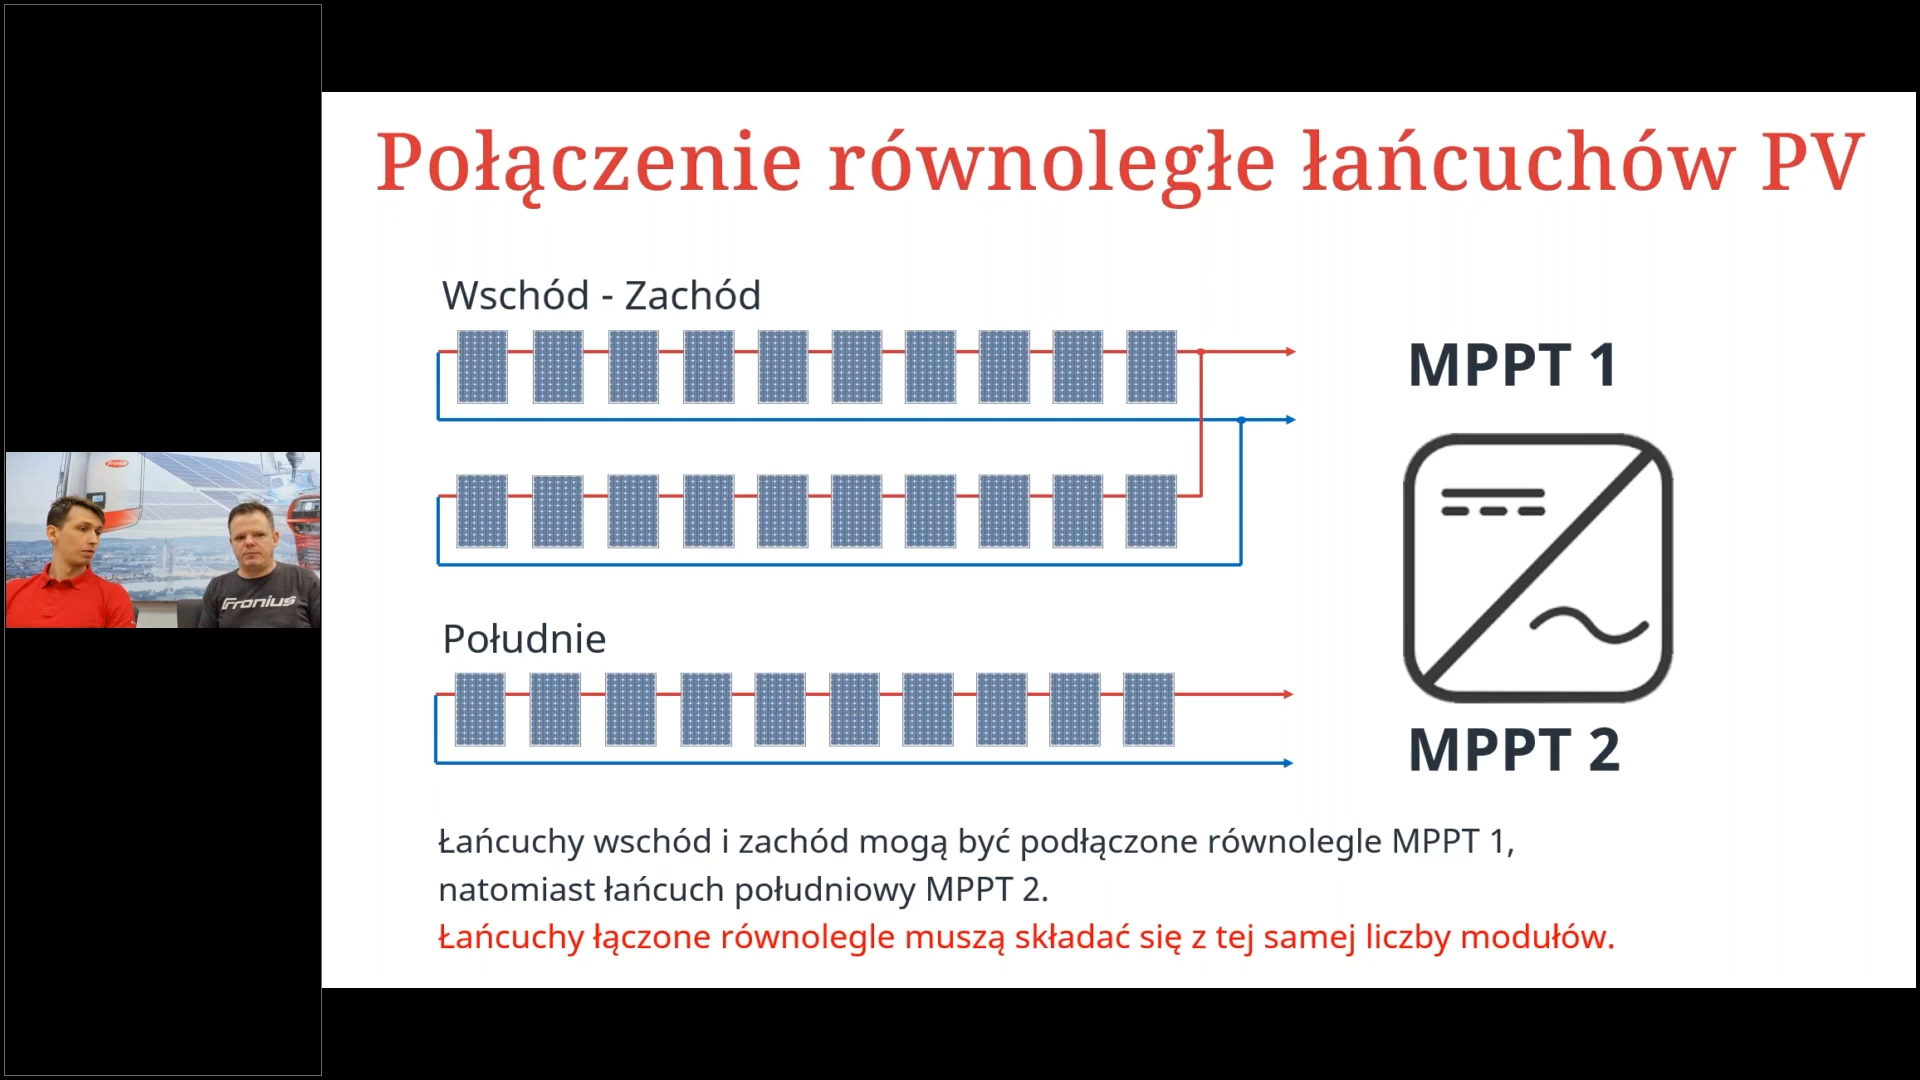 Połączenie równoległe łańcuchów PV
Wschód - Zachód
MPPT 1
Południe
MPPT 2
Łańcuchy wschód i zachód mogą być podłączone równolegle MPPT 1,
natomiast łańcuch południowy MPPT 2.
Łańcuchy łączone równolegle muszą składać się z tej samej liczby modułów.
Fronius